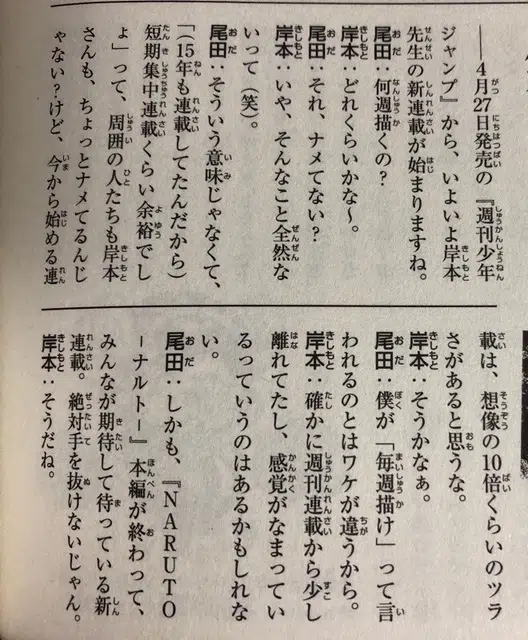 ――4月27日発売の『週刊少年
ジャンプ』から、いよいよ岸本
先生の新連載が始まりますね。
尾田：何週描くの？
岸本：どれくらいかな〜。
尾田：それ、ナメてない？
岸本：いや、そんなこと全然な
いって（笑）。
尾田：そういう意味じゃなくて、
「（15年も連載してたんだから）
短期集中連載くらい余裕でし
ょ」って、周囲の人たちも岸本
さんも、ちょっとナメてるんじ
ゃない？けど、今から始める連
載は、想像の10倍くらいのツラ
さがあると思うな。
岸本：そうかなぁ。
尾田：僕が「毎週描け」って言
われるのとはワケが違うから。
岸本：確かに週刊連載から少し
離れてたし、感覚がなまってい
るっていうのはあるかもしれな
い。
尾田：しかも、『NARUTO
ーナルトー』本編が終わって、
みんなが期待して待っている新
連載。絶対手を抜けないじゃん。
岸本：そうだね。